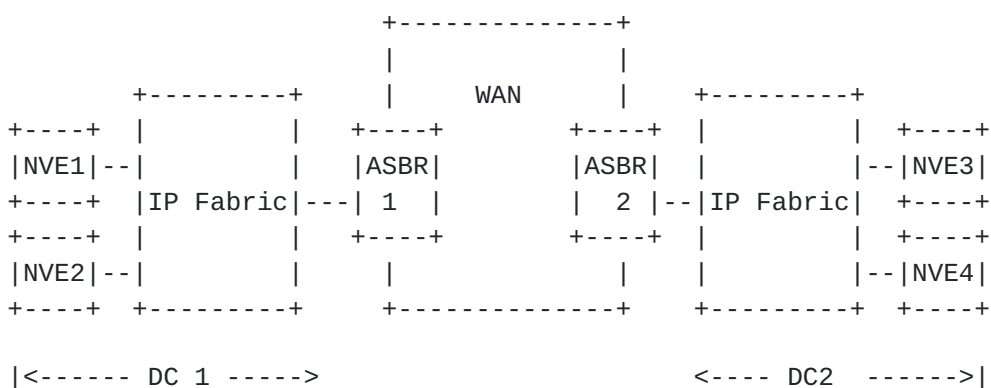 WAN
NVE1 ASBR ASBR NVE3
IP Fabric 1 2 IP Fabric
NVE2 NVE4
|<------ DC 1 -----> <---- DC2 ------>|